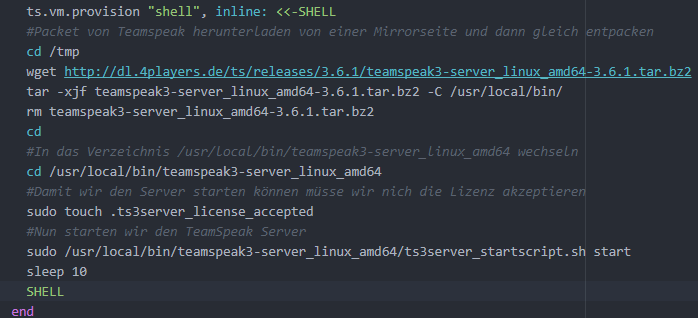 ts.vm.provision "shell", inline: <<-SHELL
#Packet von Teamspeak herunterladen von einer Mirrorseite und dann gleich entpacken
cd /tmp
wget http://dl.4players.de/ts/releases/3.6.1/teamspeak3-server_linux_amd64-3.6.1.tar.bz2
tar -xjf teamspeak3-server_linux_amd64-3.6.1.tar.bz2 -C /usr/local/bin/
rm teamspeak3-server_linux_amd64-3.6.1.tar.bz2
cd
#In das Verzeichnis /usr/local/bin/teamspeak3-server_linux_amd64 wechseln
cd /usr/local/bin/teamspeak3-server_linux_amd64
#Damit wir den Server starten können müsse wir nich die Lizenz akzeptieren
sudo touch .ts3server_license_accepted
#Nun starten wir den TeamSpeak Server
sudo /usr/local/bin/teamspeak3-server_linux_amd64/ts3server_startscript.sh start
sleep 10
SHELL
end